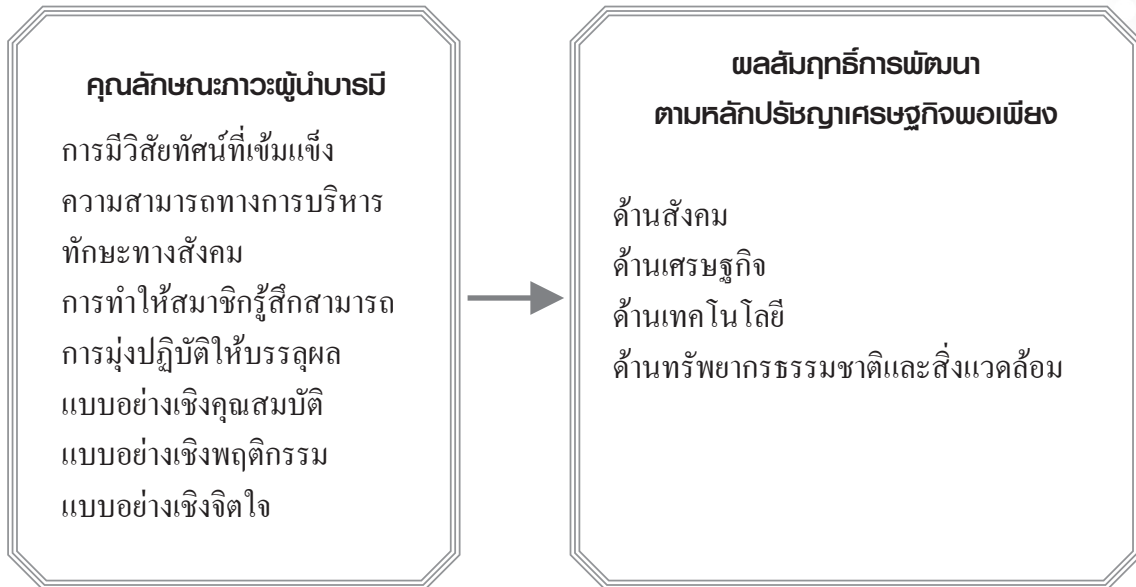 คุณลักษณะภาวะผู้นำบารมี
การมีวิสัยทัศน์ที่เข้มแข็ง
ความสามารถทางการบริหาร
ทักษะทางสังคม
การทำให้สมาชิกรู้สึกสามารถ
การมุ่งปฏิบัติให้บรรลุผล
แบบอย่างเชิงคุณสมบัติ
แบบอย่างเชิงพฤติกรรม
แบบอย่างเชิงจิตใจ
ผลสัมฤทธิ์การพัฒนา
ตามหลักปรัชญาเศรษฐกิจพอเพียง
ด้านสังคม
ด้านเศรษฐกิจ
ด้านเทคโนโลยี
ด้านทรัพยากรธรรมชาติและสิ่งแวดล้อม